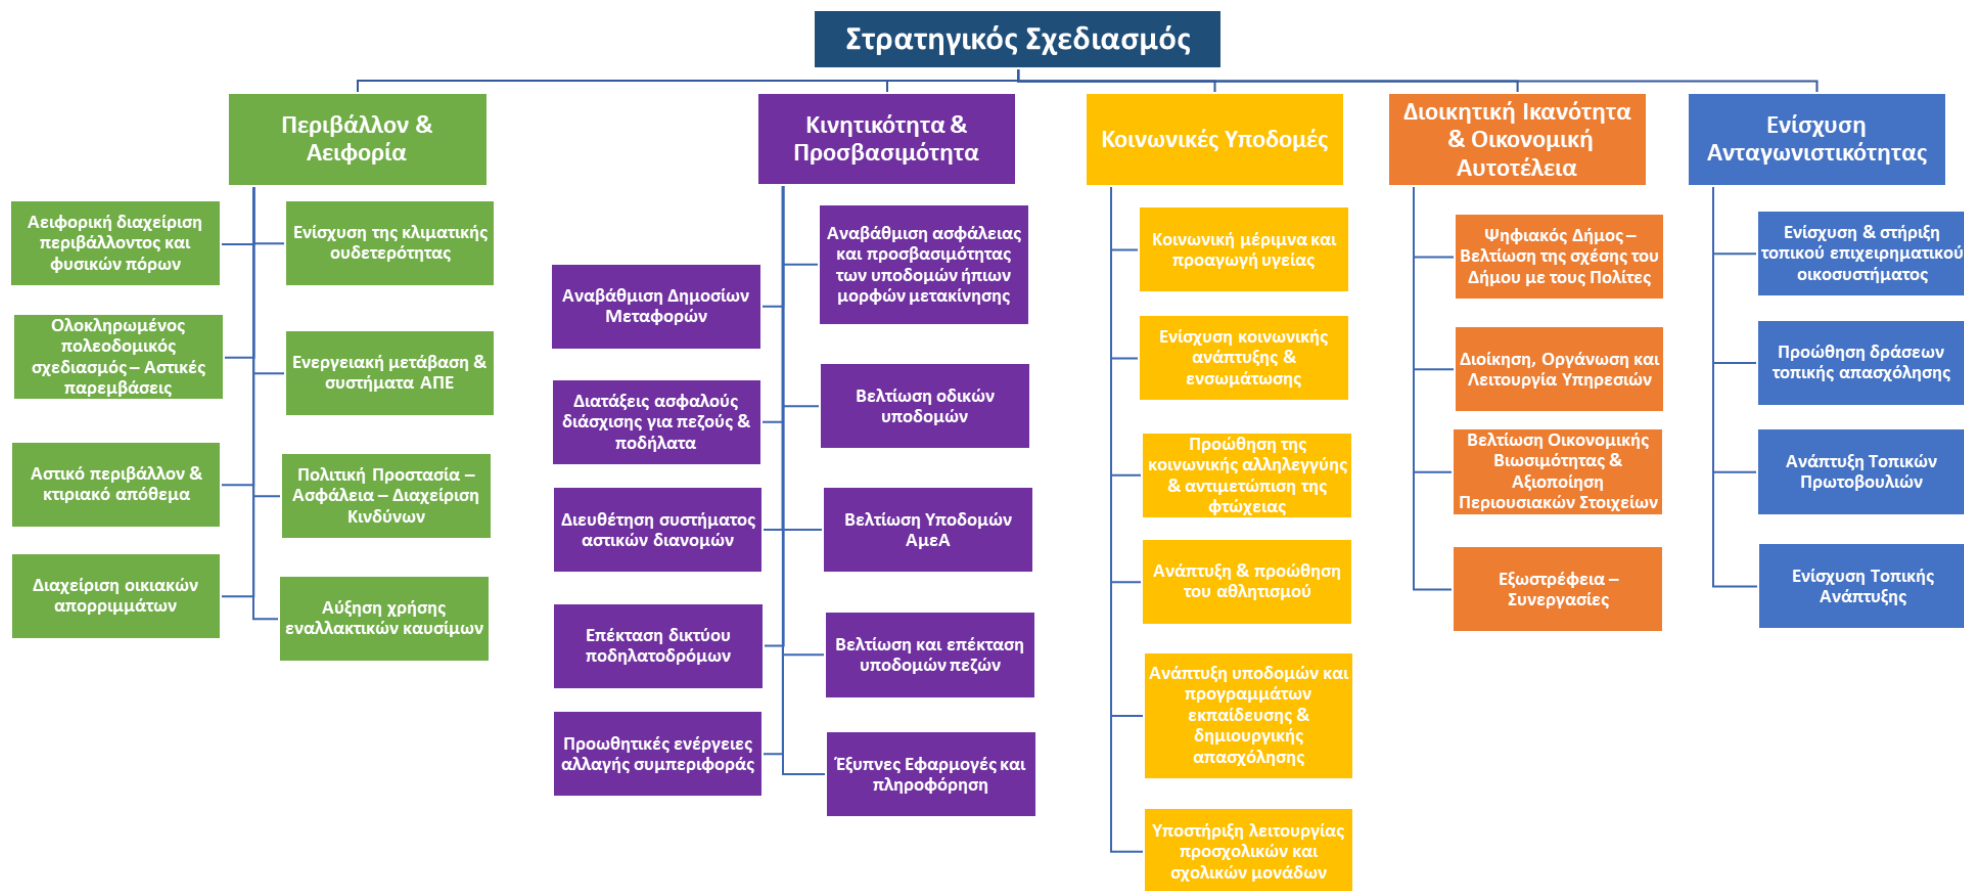 Στρατηγικός Σχεδιασμός
Περιβάλλον &
Αειφορία
Αειφορική διαχείριση
περιβάλλοντος και
φυσικών πόρων
Ολοκληρωμένος
πολεοδομικός
σχεδιασμός – Αστικές
παρεμβάσεις
Αστικό περιβάλλον &
κτιριακό απόθεμα
Διαχείριση οικιακών
απορριμμάτων
Ενίσχυση της κλιματικής
ουδετερότητας
Ενεργειακή μετάβαση &
συστήματα ΑΠΕ
Πολιτική Προστασία –
Ασφάλεια – Διαχείριση
Κινδύνων
Αύξηση χρήσης
εναλλακτικών καυσίμων
Κινητικότητα &
Προσβασιμότητα
Αναβάθμιση Δημοσίων
Μεταφορών
Διατάξεις ασφαλούς
διάσχισης για πεζούς &
ποδήλατα
Διευθέτηση συστήματος
αστικών διανομών
Επέκταση δικτύου
ποδηλατοδρόμων
Προωθητικές ενέργειες
αλλαγής συμπεριφοράς
Αναβάθμιση ασφάλειας
και προσβασιμότητας
των υποδομών ήπιων
μορφών μετακίνησης
Βελτίωση οδικών
υποδομών
Βελτίωση Υποδομών
ΑμεΑ
Βελτίωση και επέκταση
υποδομών πεζών
Έξυπνες Εφαρμογές και
πληροφόρηση
Κοινωνικές Υποδομές
Κοινωνική μέριμνα και
προαγωγή υγείας
Ενίσχυση κοινωνικής
ανάπτυξης &
ενσωμάτωσης
Προώθηση της
κοινωνικής αλληλεγγύης
& αντιμετώπιση της
φτώχειας
Ανάπτυξη & προώθηση
του αθλητισμού
Ανάπτυξη υποδομών και
προγραμμάτων
εκπαίδευσης &
δημιουργικής
απασχόλησης
Υποστήριξη λειτουργίας
προσχολικών και
σχολικών μονάδων
Διοικητική Ικανότητα
& Οικονομική
Αυτοτέλεια
Ψηφιακός Δήμος –
Βελτίωση της σχέσης του
Δήμου με τους Πολίτες
Διοίκηση, Οργάνωση και
Λειτουργία Υπηρεσιών
Βελτίωση Οικονομικής
Βιωσιμότητας &
Αξιοποίηση
Περιουσιακών Στοιχείων
Εξωστρέφεια –
Συνεργασίες
Ενίσχυση
Ανταγωνιστικότητας
Ενίσχυση & στήριξη
τοπικού επιχειρηματικού
οικοσυστήματος
Προώθηση δράσεων
τοπικής απασχόλησης
Ανάπτυξη Τοπικών
Πρωτοβουλιών
Ενίσχυση Τοπικής
Ανάπτυξης